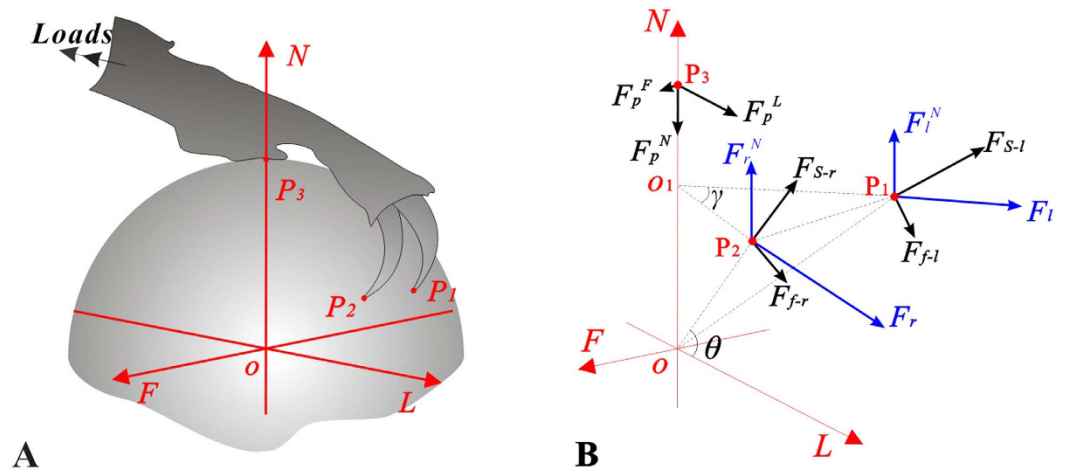 Loads
N
P3
P2
P1
o
F
L
A
N
P3
Fp^F
Fp^L
Fp^N
Fr^N
Fl^N
FS-r
FS-l
o1
γ
P1
P2
Fl
Ff-l
Ff-r
Fr
F
o
θ
L
B